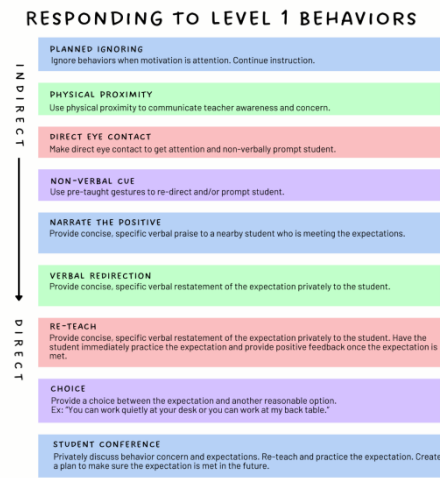 RESPONDING TO LEVEL 1 BEHAVIORS
INDIRECT
PLANNED IGNORING
Ignore behaviors when motivation is attention. Continue instruction.
PHYSICAL PROXIMITY
Use physical proximity to communicate teacher awareness and concern.
DIRECT EYE CONTACT
Make direct eye contact to get attention and non-verbally prompt student.
NON-VERBAL CUE
Use pre-taught gestures to re-direct and/or prompt student.
NARRATE THE POSITIVE
Provide concise, specific verbal praise to a nearby student who is meeting the expectations.
VERBAL REDIRECTION
Provide concise, specific verbal restatement of the expectation privately to the student.
DIRECT
RE-TEACH
Provide concise, specific verbal restatement of the expectation privately to the student. Have the
student immediately practice the expectation and provide positive feedback once the expectation is
met.
CHOICE
Provide a choice between the expectation and another reasonable option.
Ex: "You can work quietly at your desk or you can work at my back table."
STUDENT CONFERENCE
Privately discuss behavior concern and expectations. Re-teach and practice the expectation. Create
a plan to make sure the expectation is met in the future.